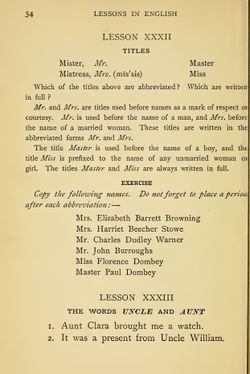 34 LESSONS IN ENGLISH
LESSON XXXII
TITLES
Mister, Mr. Master
Mistress, Mrs. (mĭs'sĭs) Miss
Which of the titles above are abbreviated? Which are written
in full?
Mr. and Mrs. are titles used before names as a mark of respect or
courtesy. Mr. is used before the name of a man, and Mrs. before
the name of a married woman. These titles are written in the
abbreviated forms Mr. and Mrs.
The title Master is used before the name of a boy, and the
title Miss is prefixed to the name of any unmarried woman or
girl. The titles Master and Miss are always written in full.
EXERCISE
Copy the following names. Do not forget to place a period
after each abbreviation:—
Mrs. Elizabeth Barrett Browning
Mrs. Harriet Beecher Stowe
Mr. Charles Dudley Warner
Mr. John Burroughs
Miss Florence Dombey
Master Paul Dombey
LESSON XXXIII
THE WORDS UNCLE AND AUNT
1. Aunt Clara brought me a watch.
2. It was a present from Uncle William.